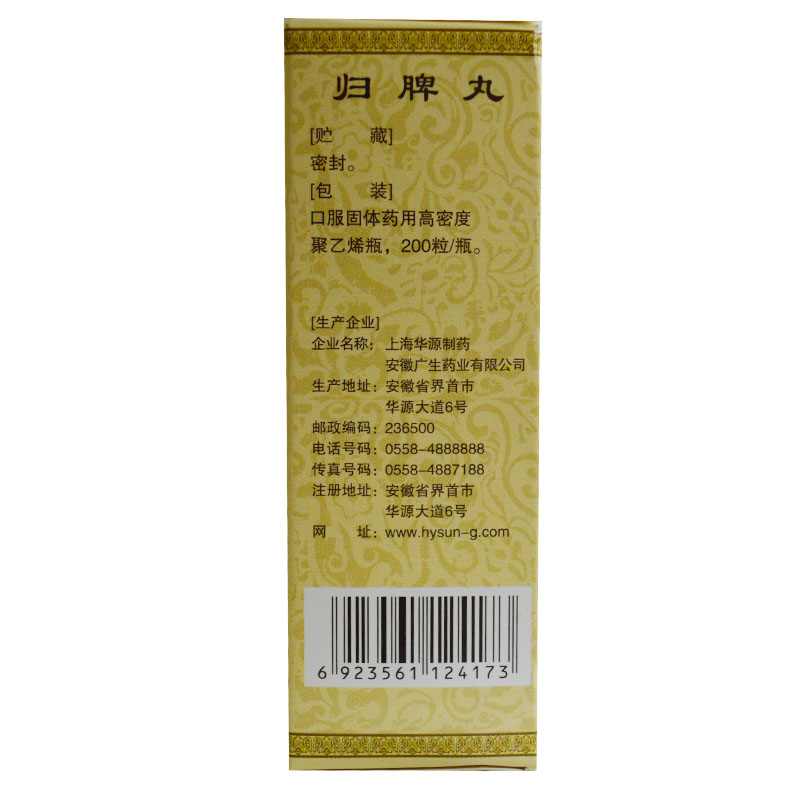 归脾丸
[贮 藏]
密封。
[包 装]
口服固体药用高密度
聚乙烯瓶，200粒/瓶。
[生产企业]
企业名称：上海华源制药
安徽广生药业有限公司
生产地址：安徽省界首市
华源大道6号
邮政编码：236500
电话号码：0558-4888888
传真号码：0558-4887188
注册地址：安徽省界首市
华源大道6号
网 址：www.hysun-g.com
6 923561 124173